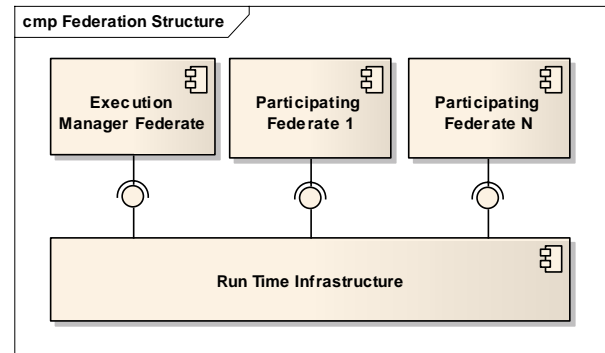 cmp Federation Structure
Execution
Manager Federate
Participating
Federate 1
Participating
Federate N
Run Time Infrastructure